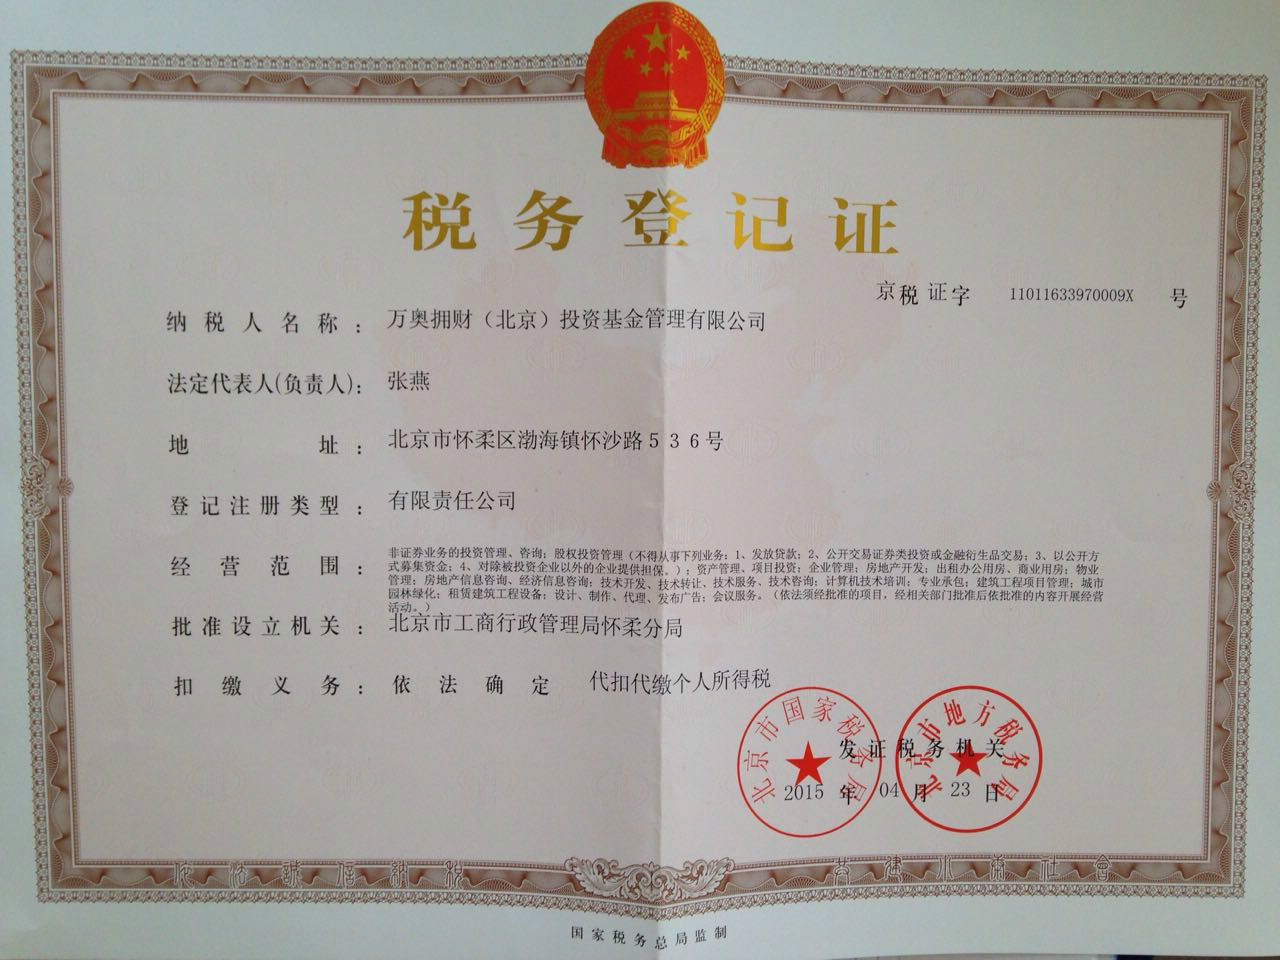 税务登记证
京税证字 11011633970009X 号
纳税人名称： 万奥拥财（北京）投资基金管理有限公司
法定代表人(负责人)： 张燕
地址： 北京市怀柔区渤海镇怀沙路５３６号
登记注册类型： 有限责任公司
经营范围： 非证券业务的投资管理、咨询；股权投资管理（不得从事下列业务：1、发放贷款；2、公开交易证券类投资或金融衍生品交易；3、以公开方
式募集资金；4、对除被投资企业以外的企业提供担保。）；资产管理、项目投资；企业管理；房地产开发；出租办公用房、商业用房；物业
管理；房地产信息咨询、经济信息咨询；技术开发、技术转让、技术服务、技术咨询；计算机技术培训；专业承包；建筑工程项目管理；城市
园林绿化；租赁建筑工程设备；设计、制作、代理、发布广告；会议服务。（依法须经批准的项目，经相关部门批准后依批准的内容开展经营
活动。）
批准设立机关： 北京市工商行政管理局怀柔分局
扣缴义务： 依法确定 代扣代缴个人所得税
北京市国家税务局
北京市地方税务局
发证税务机关
2015 年 04 月 23 日
依法诚信纳税 共建小康社會
国家税务总局监制